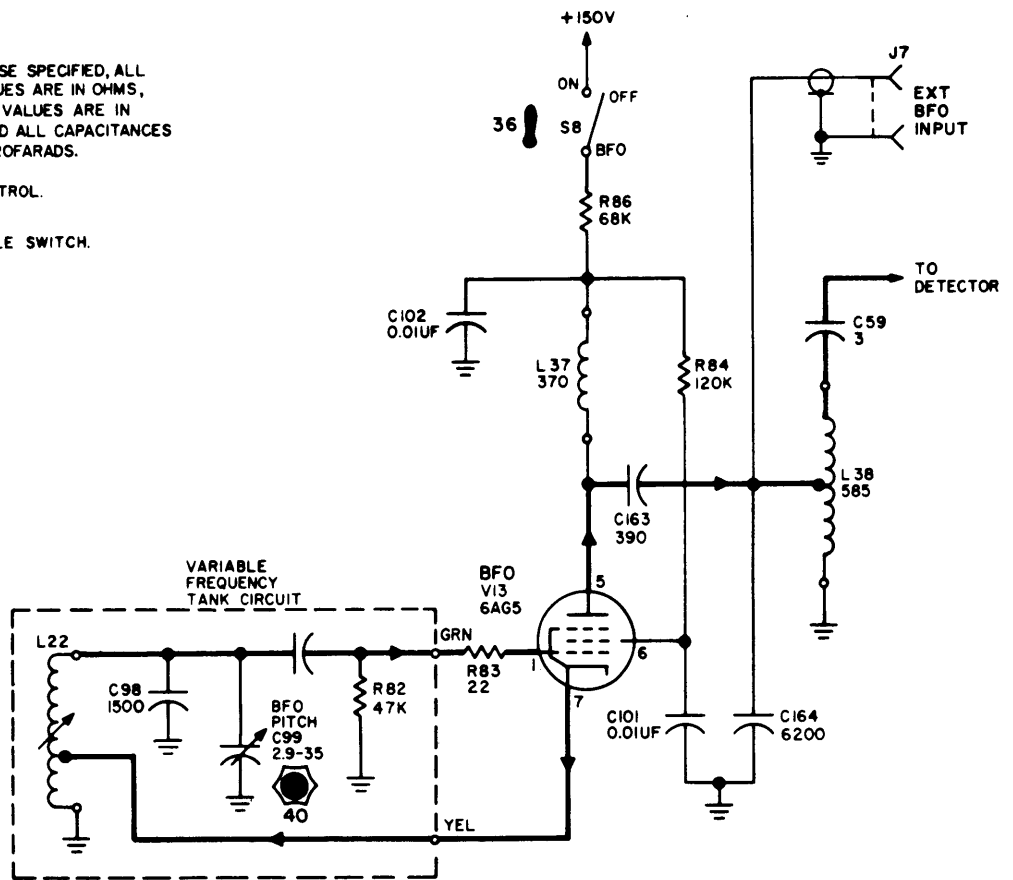 +150V
SE SPECIFIED, ALL
UES ARE IN OHMS,
VALUES ARE IN
D ALL CAPACITANCES
ROFARADS.
TROL.
LE SWITCH.
J7
EXT
BFO
INPUT
ON
OFF
36
S8
BFO
R86
68K
TO
DETECTOR
C102
0.01UF
C59
3
L37
370
R84
120K
L38
585
C163
390
VARIABLE
FREQUENCY
TANK CIRCUIT
BFO
V13
6AG5
5
L22
GRN
1
6
R83
22
7
C98
1500
R82
47K
BFO
PITCH
C99
2.9-35
40
C101
0.01UF
C164
6200
YEL